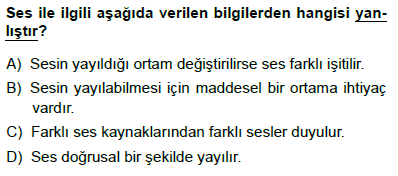 Ses ile ilgili aşağıda verilen bilgilerden hangisi yan-
lıştır?
A) Sesin yayıldığı ortam değiştirilirse ses farklı işitilir.
B) Sesin yayılabilmesi için maddesel bir ortama ihtiyaç
vardır.
C) Farklı ses kaynaklarından farklı sesler duyulur.
D) Ses doğrusal bir şekilde yayılır.